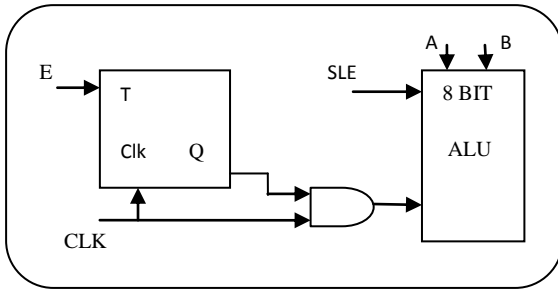 A B
E SLE
T 8 BIT
Clk Q ALU
CLK